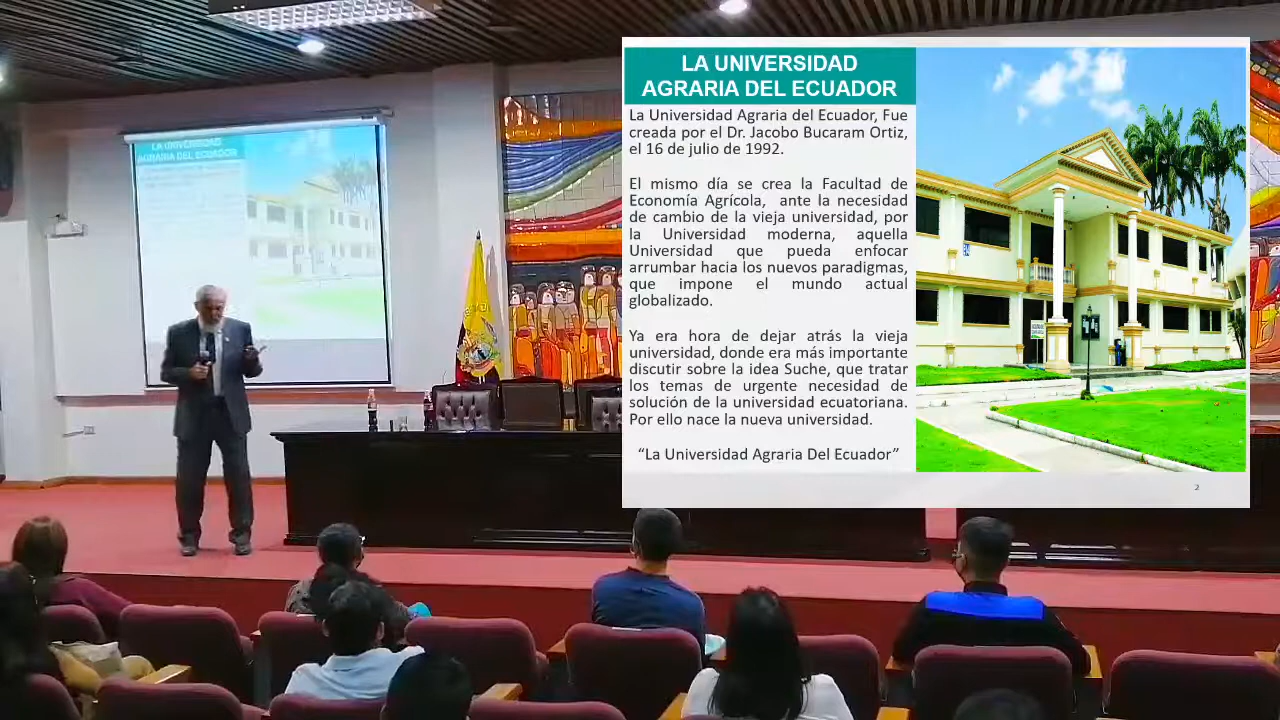 LA UNIVERSIDAD
AGRARIA DEL ECUADOR
LA UNIVERSIDAD
AGRARIA DEL ECUADOR
La Universidad Agraria del Ecuador, Fue
creada por el Dr. Jacobo Bucaram Ortiz,
el 16 de julio de 1992.
El mismo día se crea la Facultad de
Economía Agrícola, ante la necesidad
de cambio de la vieja universidad, por
la Universidad moderna, aquella
Universidad que pueda enfocar
arrumbar hacia los nuevos paradigmas,
que impone el mundo actual
globalizado.
Ya era hora de dejar atrás la vieja
universidad, donde era más importante
discutir sobre la idea Suche, que tratar
los temas de urgente necesidad de
solución de la universidad ecuatoriana.
Por ello nace la nueva universidad.
“La Universidad Agraria Del Ecuador”
2